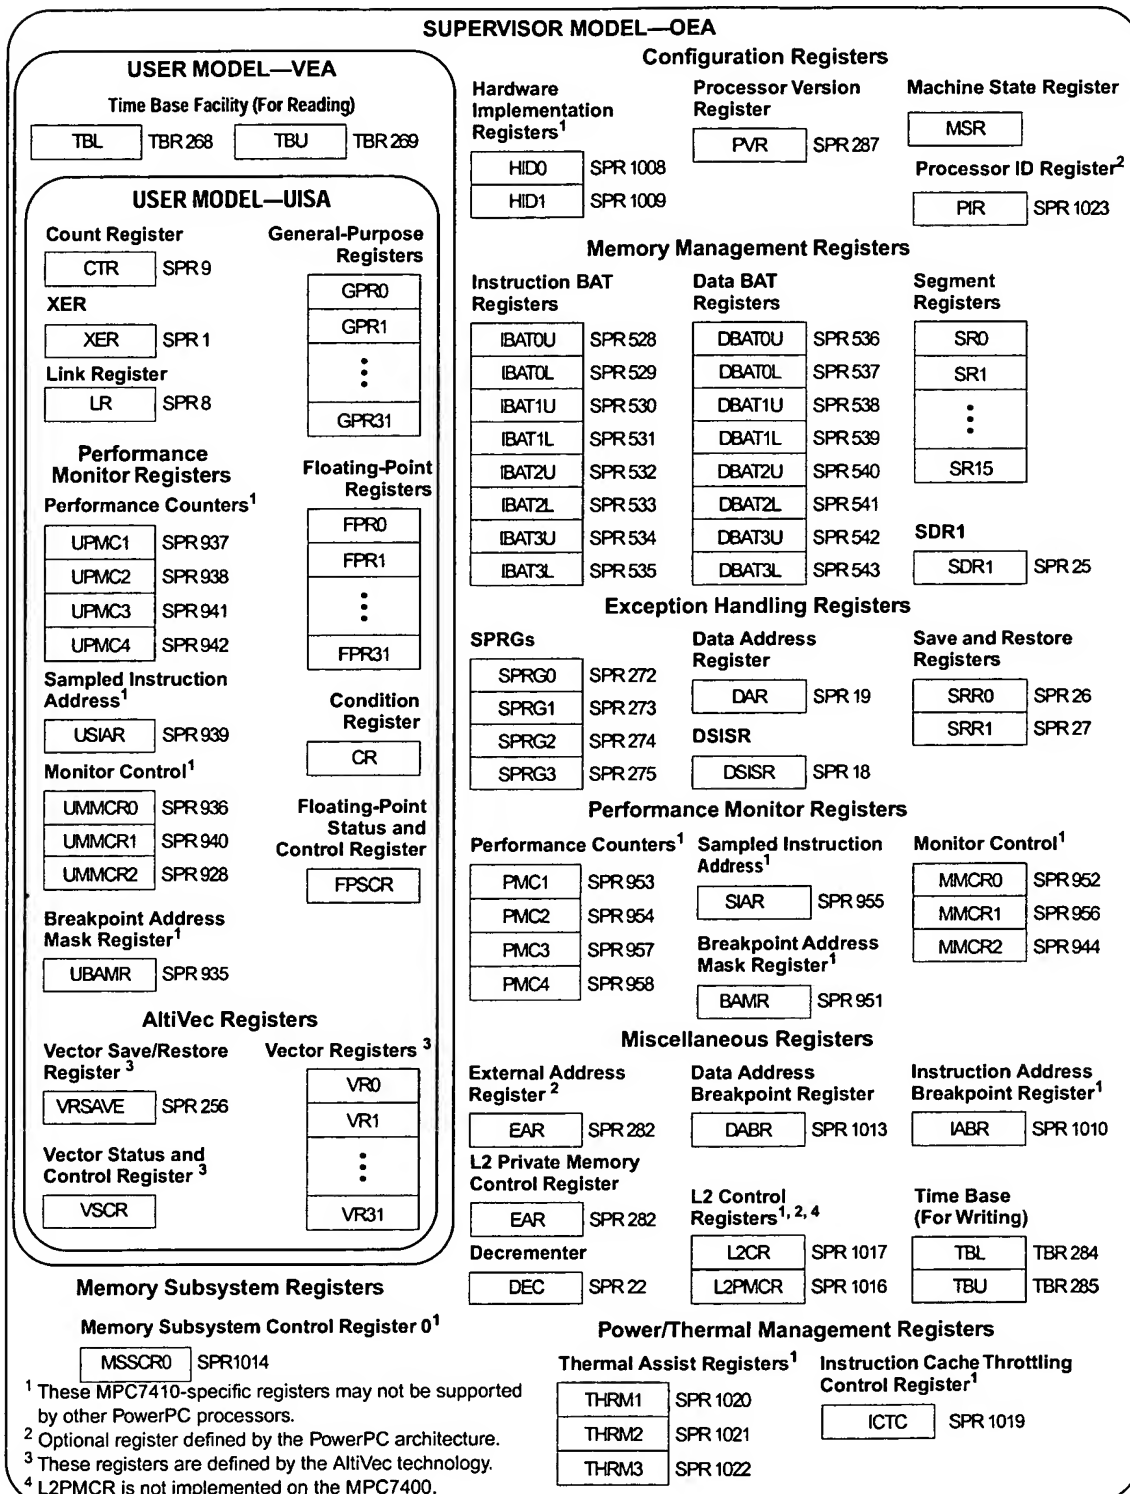 SUPERVISOR MODEL—OEA
USER MODEL—VEA
Time Base Facility (For Reading)
TBL TBR 268 TBU TBR 269
USER MODEL—UISA
Count Register
CTR SPR 9
XER
XER SPR 1
Link Register
LR SPR 8
Performance
Monitor Registers
Performance Counters1
UPMC1 SPR 937
UPMC2 SPR 938
UPMC3 SPR 941
UPMC4 SPR 942
Sampled Instruction
Address1
USIAR SPR 939
Monitor Control1
UMMCR0 SPR 936
UMMCR1 SPR 940
UMMCR2 SPR 928
Breakpoint Address
Mask Register1
UBAMR SPR 935
General-Purpose
Registers
GPR0
GPR1
GPR31
Floating-Point
Registers
FPR0
FPR1
FPR31
Condition
Register
CR
Floating-Point
Status and
Control Register
FPSCR
AltiVec Registers
Vector Save/Restore
Register 3
VRSAVE SPR 256
Vector Status and
Control Register 3
VSCR
Vector Registers 3
VR0
VR1
VR31
Memory Subsystem Registers
Memory Subsystem Control Register 01
MSSCR0 SPR1014
Configuration Registers
Hardware
Implementation
Registers1
HID0 SPR 1008
HID1 SPR 1009
Processor Version
Register
PVR SPR 287
Machine State Register
MSR
Processor ID Register2
PIR SPR 1023
Memory Management Registers
Instruction BAT
Registers
IBAT0U SPR 528
IBAT0L SPR 529
IBAT1U SPR 530
IBAT1L SPR 531
IBAT2U SPR 532
IBAT2L SPR 533
IBAT3U SPR 534
IBAT3L SPR 535
Data BAT
Registers
DBAT0U SPR 536
DBAT0L SPR 537
DBAT1U SPR 538
DBAT1L SPR 539
DBAT2U SPR 540
DBAT2L SPR 541
DBAT3U SPR 542
DBAT3L SPR 543
Segment
Registers
SR0
SR1
SR15
SDR1
SDR1 SPR 25
Exception Handling Registers
SPRGs
SPRG0 SPR 272
SPRG1 SPR 273
SPRG2 SPR 274
SPRG3 SPR 275
Data Address
Register
DAR SPR 19
DSISR
DSISR SPR 18
Save and Restore
Registers
SRR0 SPR 26
SRR1 SPR 27
Performance Monitor Registers
Performance Counters1
PMC1 SPR 953
PMC2 SPR 954
PMC3 SPR 957
PMC4 SPR 958
Sampled Instruction
Address1
SIAR SPR 955
Breakpoint Address
Mask Register1
BAMR SPR 951
Monitor Control1
MMCR0 SPR 952
MMCR1 SPR 956
MMCR2 SPR 944
Miscellaneous Registers
External Address
Register 2
EAR SPR 282
L2 Private Memory
Control Register
EAR SPR 282
Decrementer
DEC SPR 22
Data Address
Breakpoint Register
DABR SPR 1013
L2 Control
Registers1, 2, 4
L2CR SPR 1017
L2PMCR SPR 1016
Instruction Address
Breakpoint Register1
IABR SPR 1010
Time Base
(For Writing)
TBL TBR 284
TBU TBR 285
Power/Thermal Management Registers
Thermal Assist Registers1
THRM1 SPR 1020
THRM2 SPR 1021
THRM3 SPR 1022
Instruction Cache Throttling
Control Register1
ICTC SPR 1019
1 These MPC7410-specific registers may not be supported
by other PowerPC processors.
2 Optional register defined by the PowerPC architecture.
3 These registers are defined by the AltiVec technology.
4 L2PMCR is not implemented on the MPC7400.